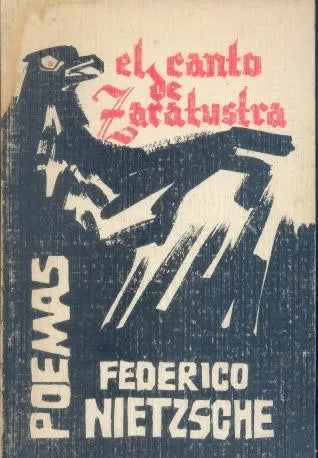 el canto
de
Zaratustra
POEMAS
FEDERICO
NIETZSCHE